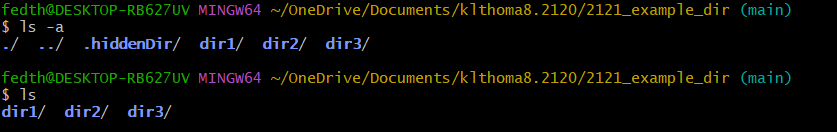 fedth@DESKTOP-RB627UV MINGW64 ~/OneDrive/Documents/klthoma8.2120/2121_example_dir (main)
$ ls -a
./  ../  .hiddenDir/  dir1/  dir2/  dir3/
fedth@DESKTOP-RB627UV MINGW64 ~/OneDrive/Documents/klthoma8.2120/2121_example_dir (main)
$ ls
dir1/  dir2/  dir3/